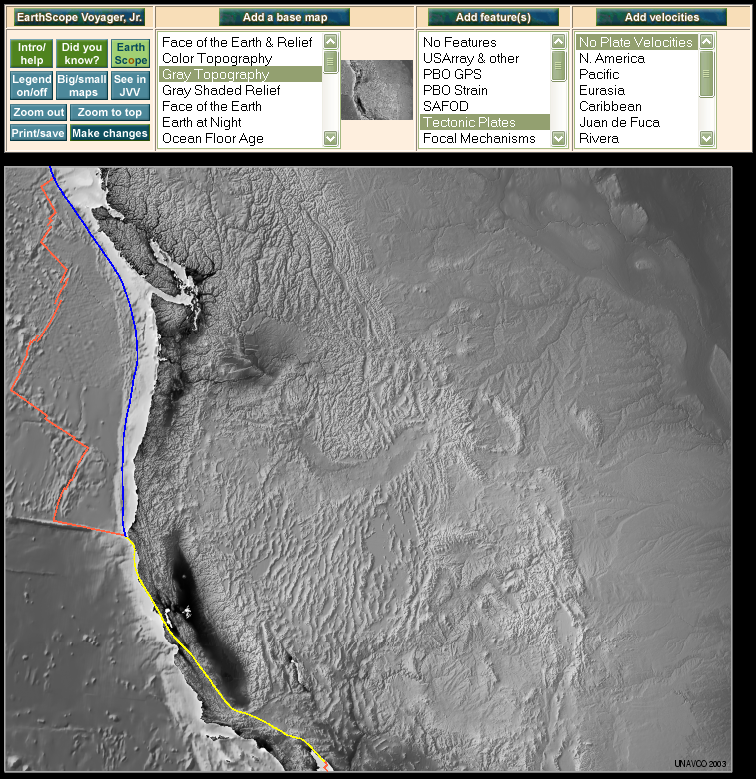 EarthScope Voyager, Jr.
Intro/
help
Did you
know?
Earth
Scope
Legend
on/off
Big/small
maps
See in
JVV
Zoom out
Zoom to top
Print/save
Make changes
Add a base map
Face of the Earth & Relief
Color Topography
Gray Topography
Gray Shaded Relief
Face of the Earth
Earth at Night
Ocean Floor Age
Add feature(s)
No Features
USArray & other
PBO GPS
PBO Strain
SAFOD
Tectonic Plates
Focal Mechanisms
Add velocities
No Plate Velocities
N. America
Pacific
Eurasia
Caribbean
Juan de Fuca
Rivera
UNAVCO 2003